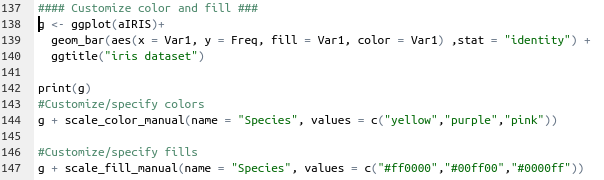 137 #### Customize color and fill ###
138 g <- ggplot(aIRIS)+
139   geom_bar(aes(x = Var1, y = Freq, fill = Var1, color = Var1) ,stat = "identity") +
140   ggtitle("iris dataset")
141
142 print(g)
143 #Customize/specify colors
144 g + scale_color_manual(name = "Species", values = c("yellow","purple","pink"))
145
146 #Customize/specify fills
147 g + scale_fill_manual(name = "Species", values = c("#ff0000","#00ff00","#0000ff"))